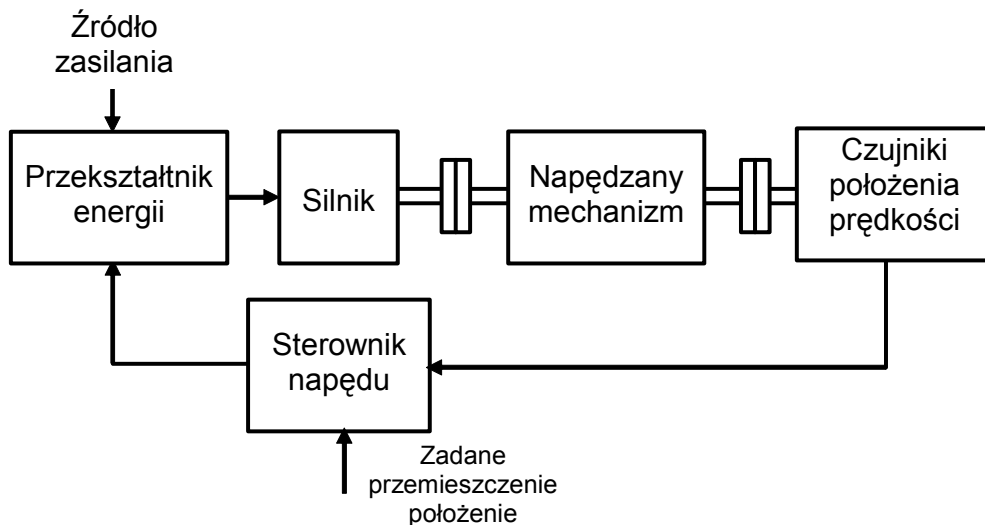 Źródło
zasilania
Przekształtnik
energii
Silnik
Napędzany
mechanizm
Czujniki
położenia
prędkości
Sterownik
napędu
Zadane
przemieszczenie
położenie